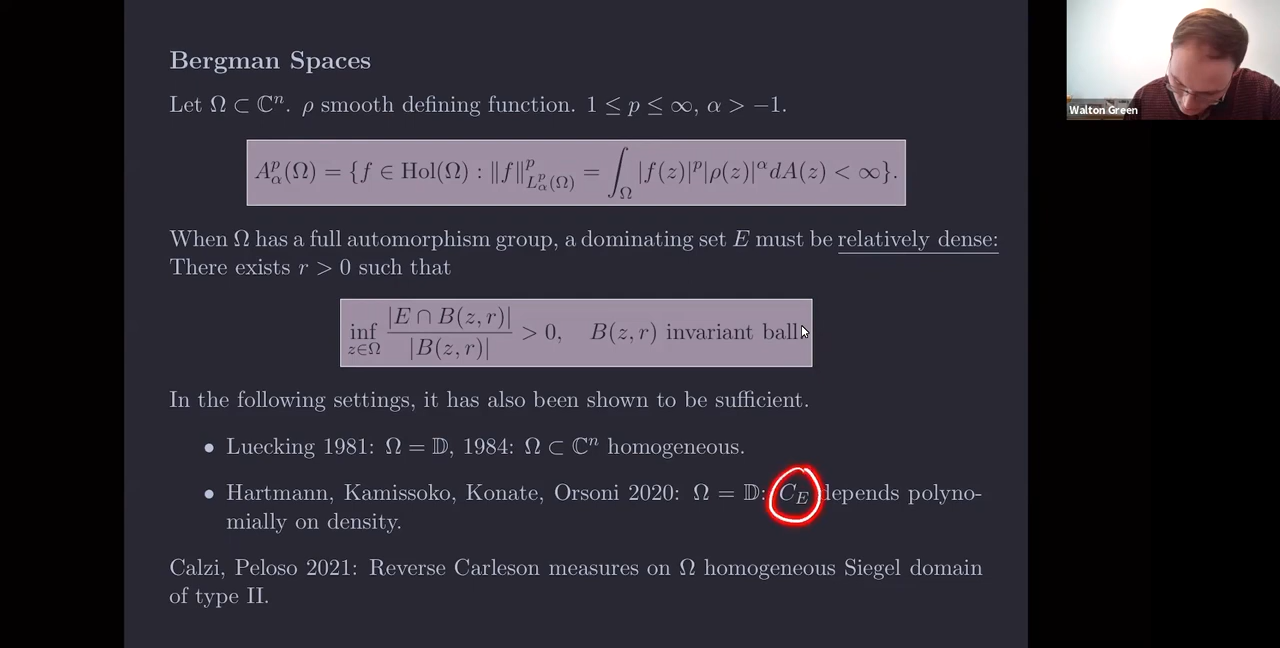 Bergman Spaces
Let Ω ⊂ ℂⁿ. ρ smooth defining function. 1 ≤ p ≤ ∞, α > −1.
A^p_α(Ω) = {f ∈ Hol(Ω) : ‖f‖^p_{L^p_α(Ω)} = ∫_Ω |f(z)|^p|ρ(z)|^α dA(z) < ∞}.
When Ω has a full automorphism group, a dominating set E must be relatively dense:
There exists r > 0 such that
inf_{z∈Ω} |E ∩ B(z, r)| / |B(z, r)| > 0, B(z, r) invariant ball
In the following settings, it has also been shown to be sufficient.
• Luecking 1981: Ω = 𝔻, 1984: Ω ⊂ ℂⁿ homogeneous.
• Hartmann, Kamissoko, Konate, Orsoni 2020: Ω = 𝔻: C_E depends polyno-
mially on density.
Calzi, Peloso 2021: Reverse Carleson measures on Ω homogeneous Siegel domain
of type II.
Walton Green